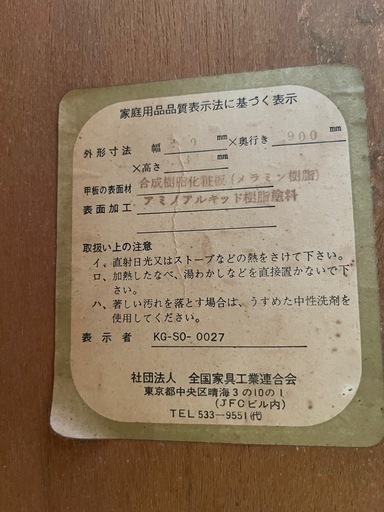 家庭用品品質表示法に基づく表示
外形寸法 幅 mm ×奥行き 900 mm
×高さ mm
甲板の表面材 合成樹脂化粧板(メラミン樹脂)
表面加工 アミノアルキッド樹脂塗料
取扱い上の注意
イ、直射日光又はストーブなどの熱をさけて下さい。
ロ、加熱したなべ、湯わかしなどを直接置かないで下
さい。
ハ、著しい汚れを落とす場合は、うすめた中性洗剤を
使用してください。
表示者 KG-SO-0027
社団法人 全国家具工業連合会
東京都中央区晴海3の10の1
(JFCビル内)
TEL 533-9551(代)